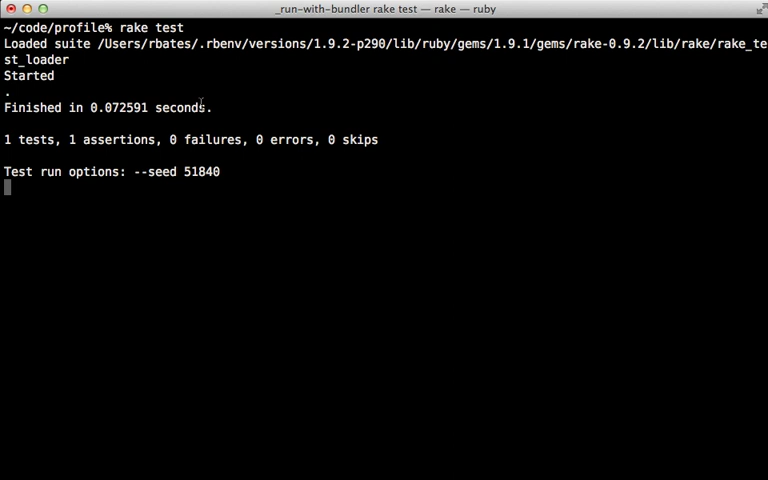 _run-with-bundler rake test — rake — ruby
~/code/profile% rake test
Loaded suite /Users/rbates/.rbenv/versions/1.9.2-p290/lib/ruby/gems/1.9.1/gems/rake-0.9.2/lib/rake/rake_te
st_loader
Started
.
Finished in 0.072591 seconds.
1 tests, 1 assertions, 0 failures, 0 errors, 0 skips
Test run options: --seed 51840